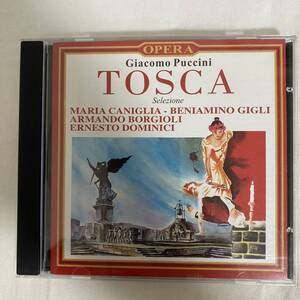 OPERA
Giacomo Puccini
TOSCA
Selezione
MARIA CANIGLIA - BENIAMINO GIGLI
ARMANDO BORGIOLI
ERNESTO DOMINICI